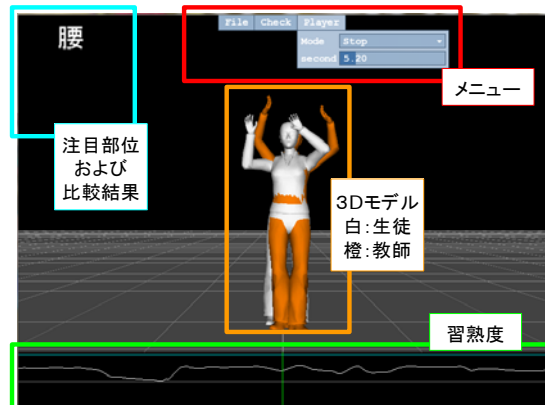 腰
File Check Player
Mode Stop
second 5.20
メニュー
注目部位
および
比較結果
3Dモデル
白:生徒
橙:教師
習熟度